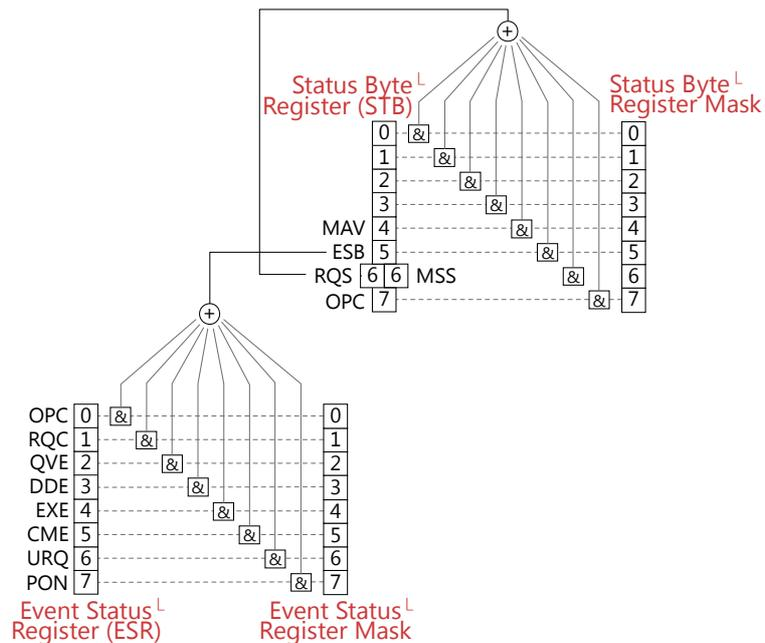 +
Status Byte└
Register (STB)
Status Byte└
Register Mask
0 & 0
1 & 1
2 & 2
3 & 3
MAV 4 & 4
ESB 5 & 5
RQS 6 6 MSS & 6
OPC 7 & 7
+
OPC 0 & 0
RQC 1 & 1
QVE 2 & 2
DDE 3 & 3
EXE 4 & 4
CME 5 & 5
URQ 6 & 6
PON 7 & 7
Event Status└
Register (ESR)
Event Status└
Register Mask